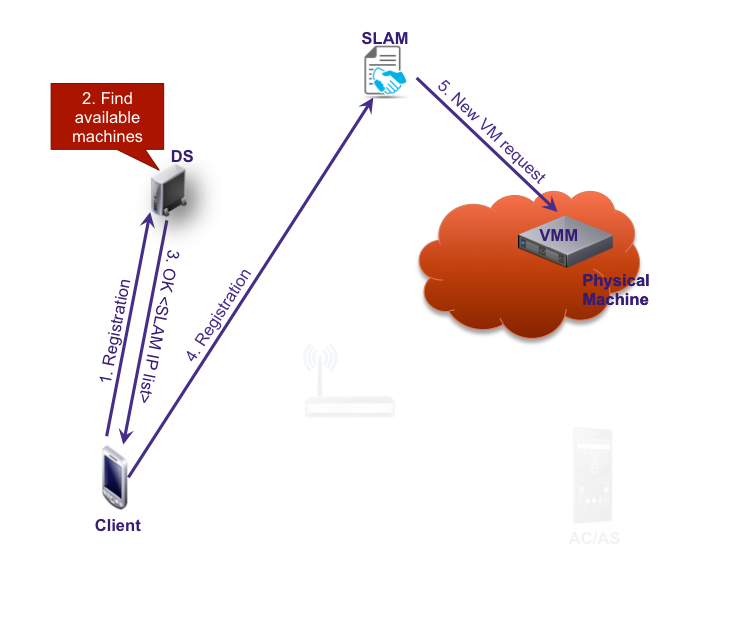 SLAM
2. Find
available
machines
DS
5. New VM request
VMM
Physical
Machine
1. Registration
3. OK <SLAM IP list>
4. Registration
Client
AC/AS